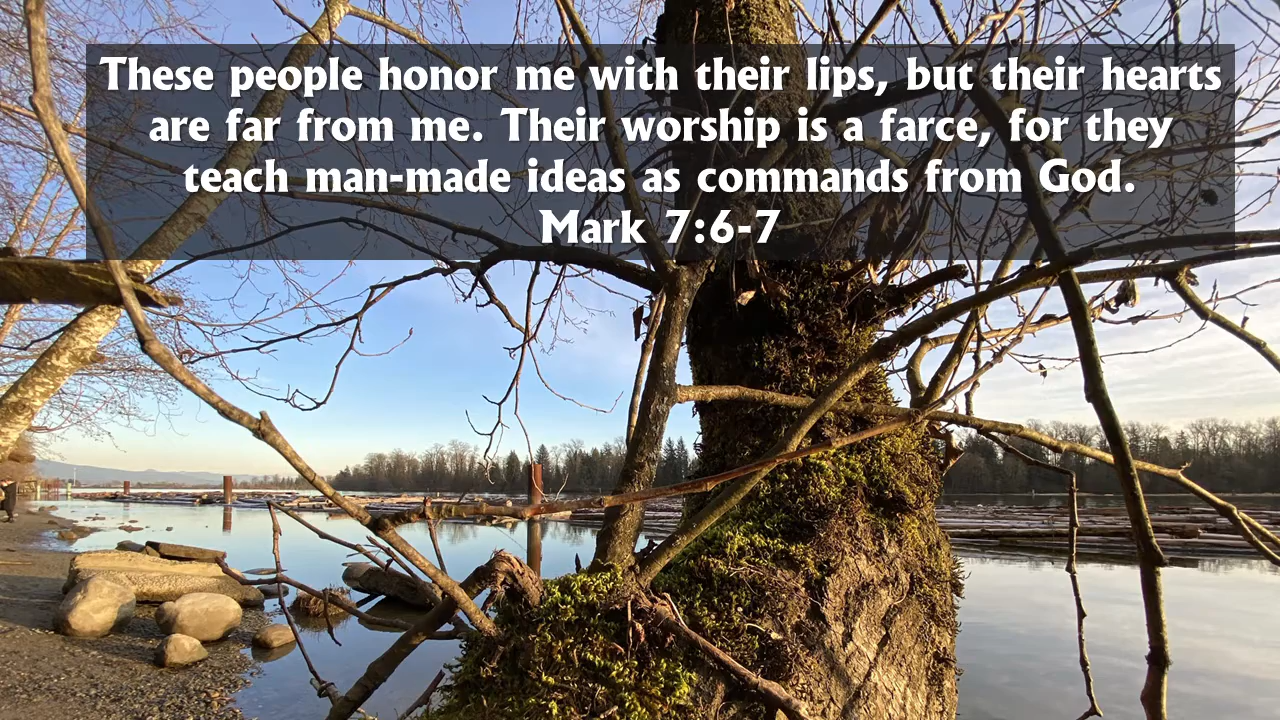 These people honor me with their lips, but their hearts
are far from me. Their worship is a farce, for they
teach man-made ideas as commands from God.
Mark 7:6-7